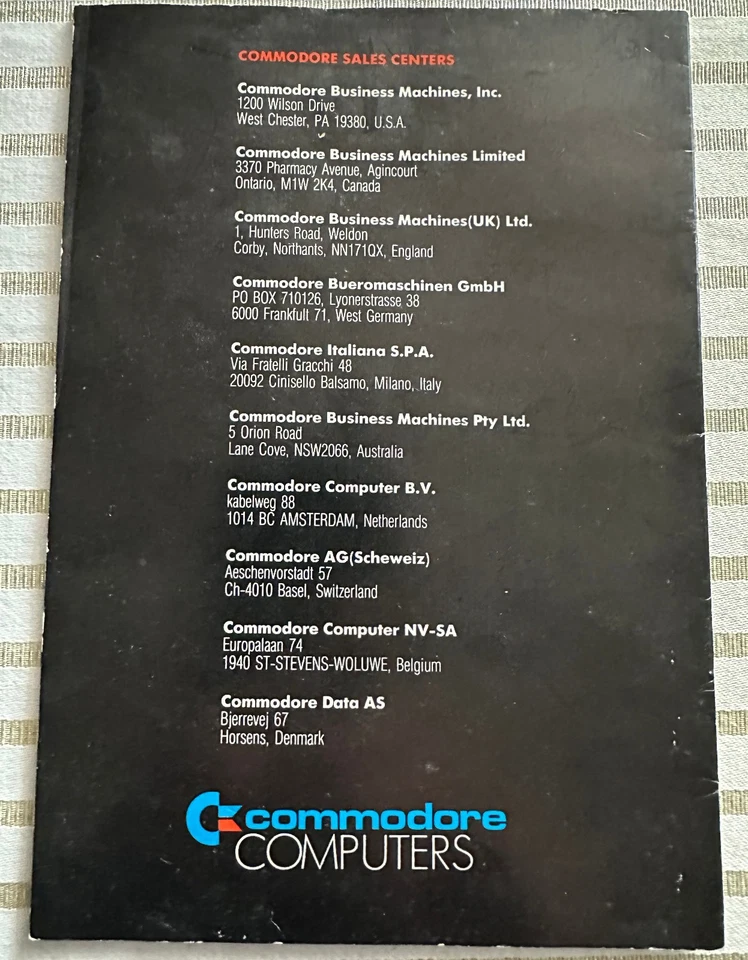 COMMODORE SALES CENTERS
Commodore Business Machines, Inc.
1200 Wilson Drive
West Chester, PA 19380, U.S.A.
Commodore Business Machines Limited
3370 Pharmacy Avenue, Agincourt
Ontario, M1W 2K4, Canada
Commodore Business Machines(UK) Ltd.
1, Hunters Road, Weldon
Corby, Northants, NN171QX, England
Commodore Bueromaschinen GmbH
PO BOX 710126, Lyonerstrasse 38
6000 Frankfult 71, West Germany
Commodore Italiana S.P.A.
Via Fratelli Gracchi 48
20092 Cinisello Balsamo, Milano, Italy
Commodore Business Machines Pty Ltd.
5 Orion Road
Lane Cove, NSW2066, Australia
Commodore Computer B.V.
kabelweg 88
1014 BC AMSTERDAM, Netherlands
Commodore AG(Scheweiz)
Aeschenvorstadt 57
Ch-4010 Basel, Switzerland
Commodore Computer NV-SA
Europalaan 74
1940 ST-STEVENS-WOLUWE, Belgium
Commodore Data AS
Bjerrevej 67
Horsens, Denmark
commodore
COMPUTERS